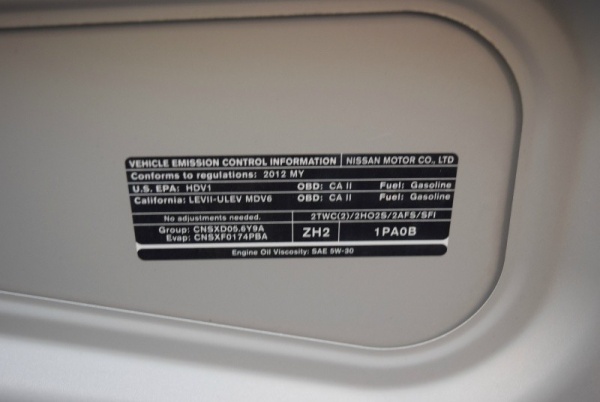 VEHICLE EMISSION CONTROL INFORMATION NISSAN MOTOR CO., LTD
Conforms to regulations: 2012 MY
U.S. EPA: HDV1 OBD: CA II Fuel: Gasoline
California: LEVII-ULEV MDV6 OBD: CA II Fuel: Gasoline
No adjustments needed. 2TWC(2)/2HO2S/2AFS/SFI
Group: CNSXD05.6Y9A
Evap: CNSXF0174PBA
ZH2 1PA0B
Engine Oil Viscosity: SAE 5W-30